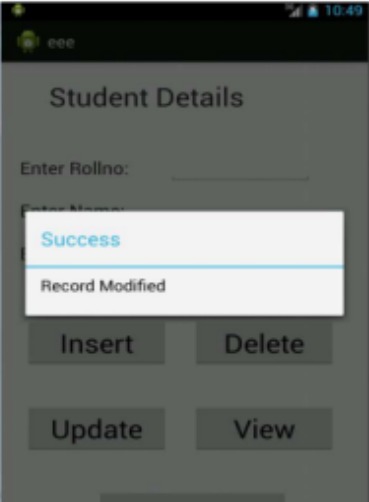 10:49
eee
Student Details
Enter Rollno:
Enter Name:
Success
Record Modified
Insert Delete
Update View